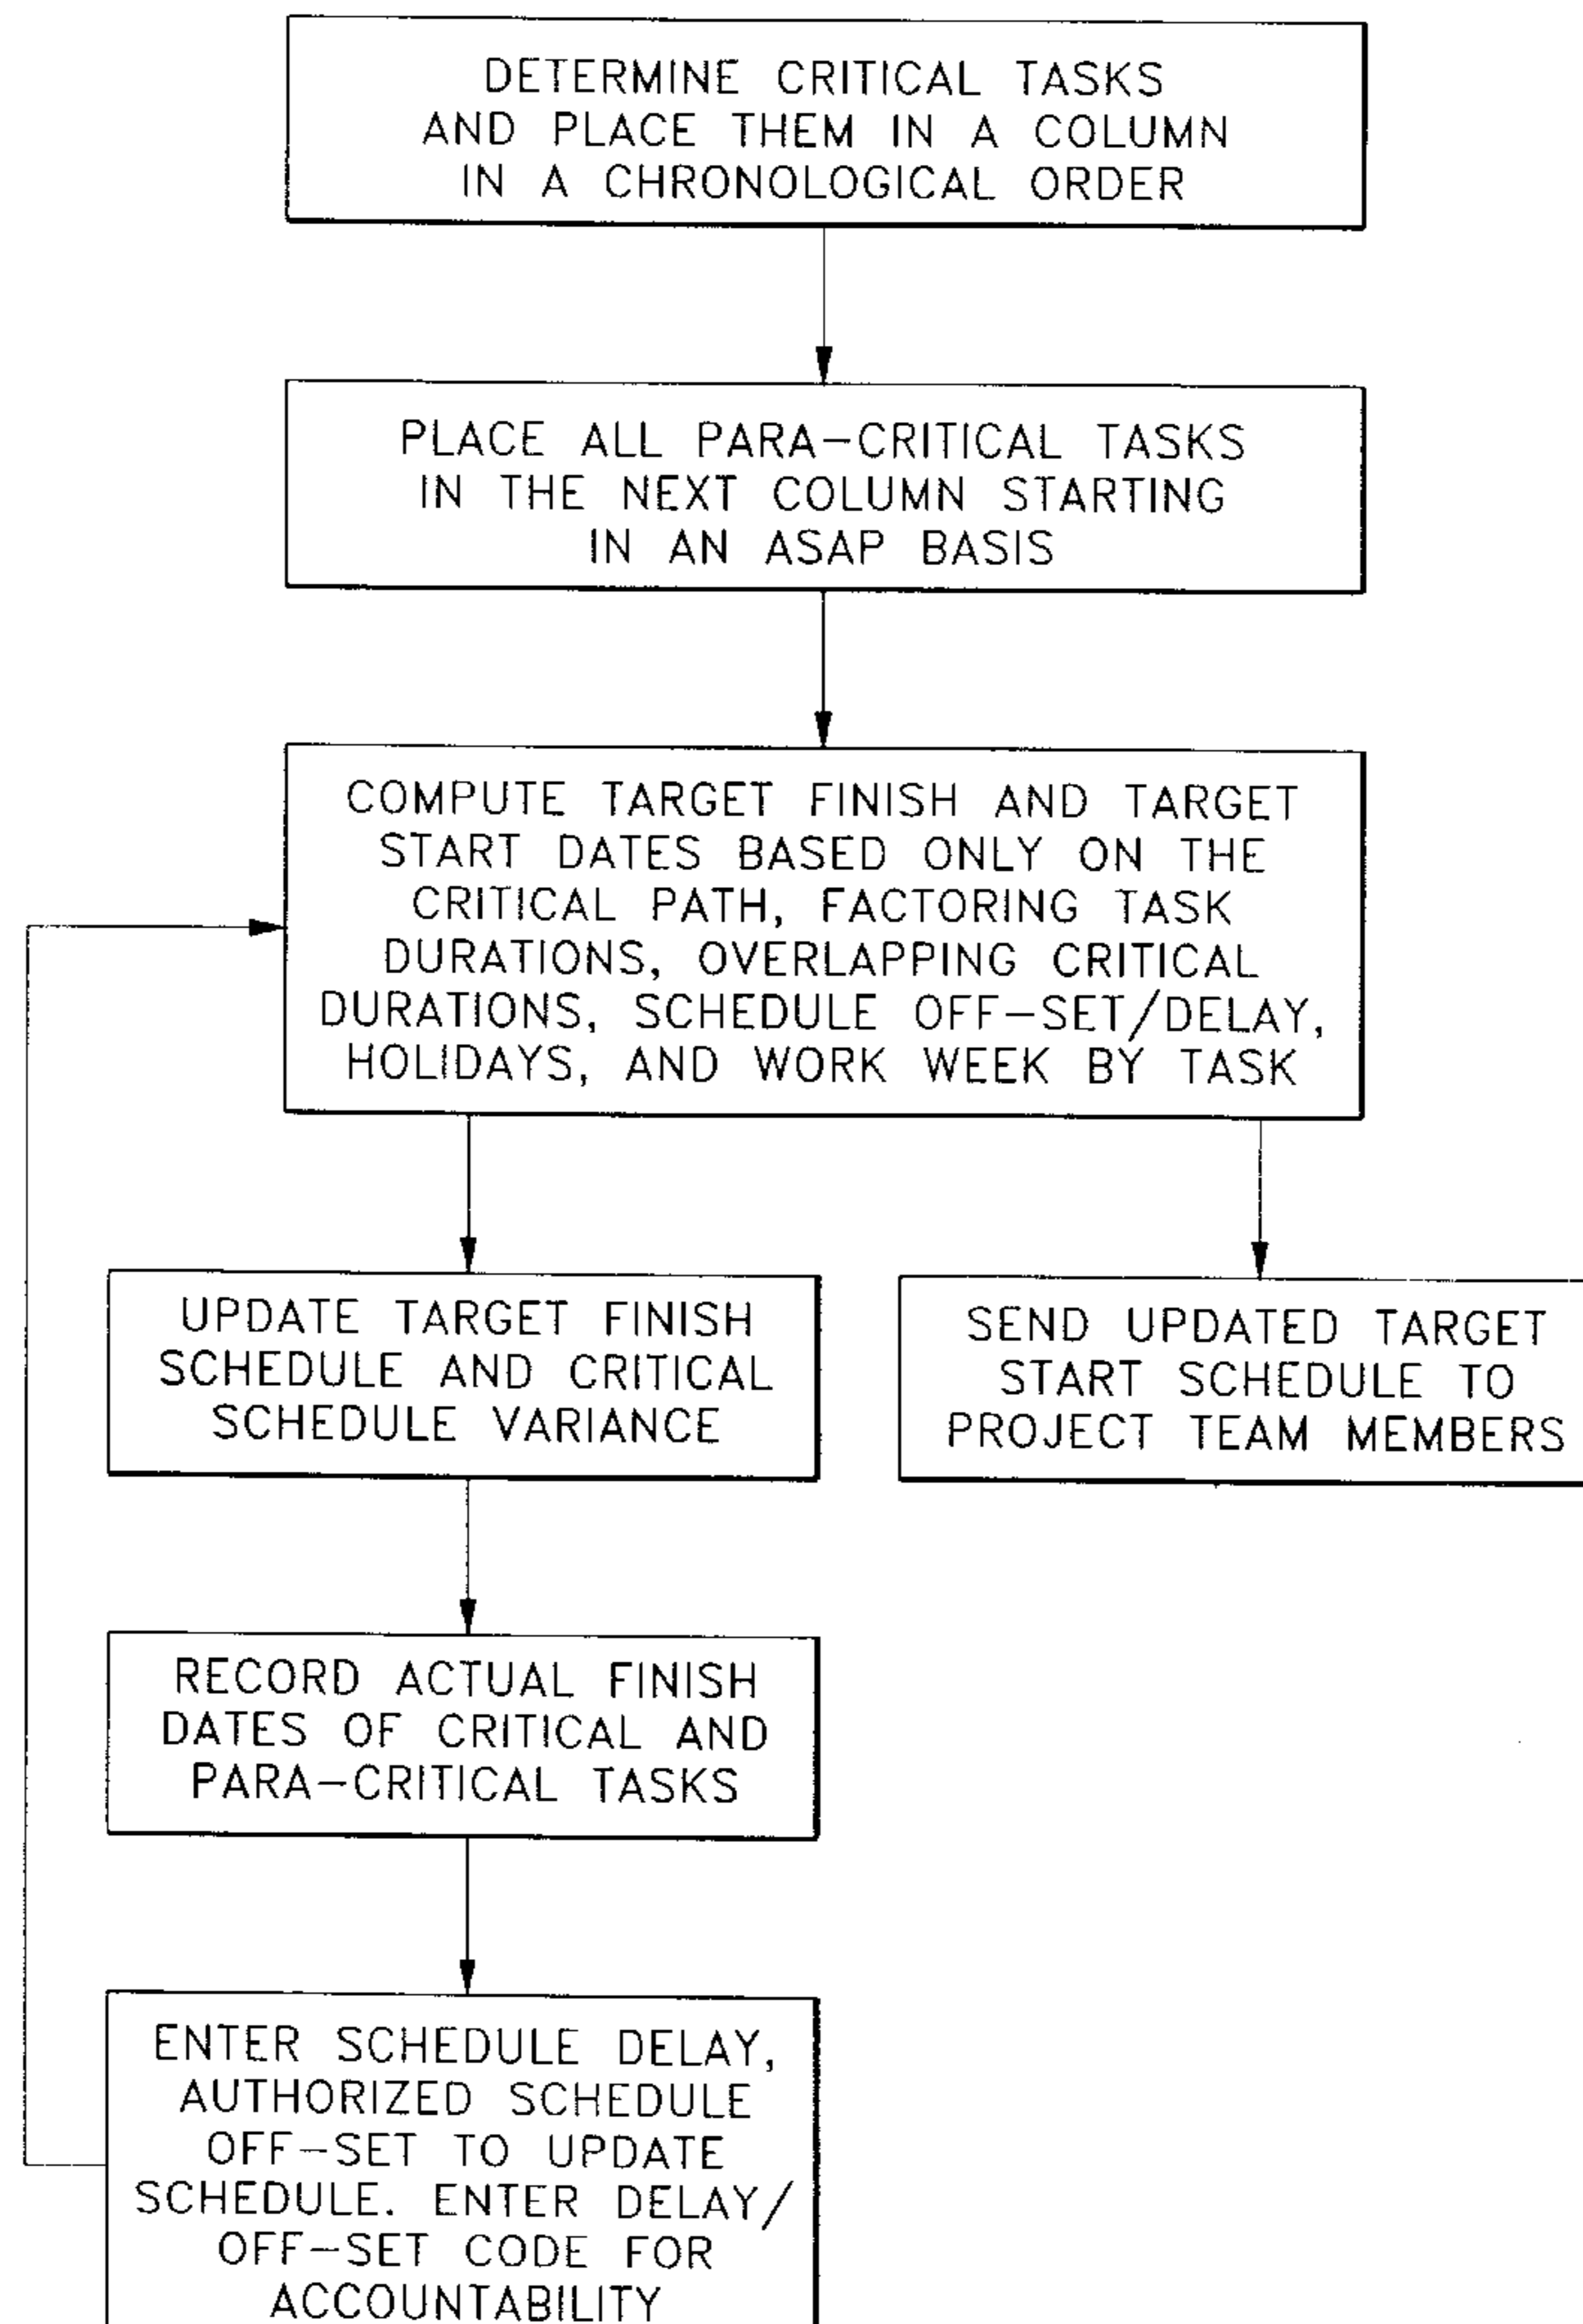 DETERMINE CRITICAL TASKS
AND PLACE THEM IN A COLUMN
IN A CHRONOLOGICAL ORDER
PLACE ALL PARA-CRITICAL TASKS
IN THE NEXT COLUMN STARTING
IN AN ASAP BASIS
COMPUTE TARGET FINISH AND TARGET
START DATES BASED ONLY ON THE
CRITICAL PATH, FACTORING TASK
DURATIONS, OVERLAPPING CRITICAL
DURATIONS, SCHEDULE OFF-SET/DELAY,
HOLIDAYS, AND WORK WEEK BY TASK
UPDATE TARGET FINISH
SCHEDULE AND CRITICAL
SCHEDULE VARIANCE
SEND UPDATED TARGET
START SCHEDULE TO
PROJECT TEAM MEMBERS
RECORD ACTUAL FINISH
DATES OF CRITICAL AND
PARA-CRITICAL TASKS
ENTER SCHEDULE DELAY,
AUTHORIZED SCHEDULE
OFF-SET TO UPDATE
SCHEDULE. ENTER DELAY/
OFF-SET CODE FOR
ACCOUNTABILITY